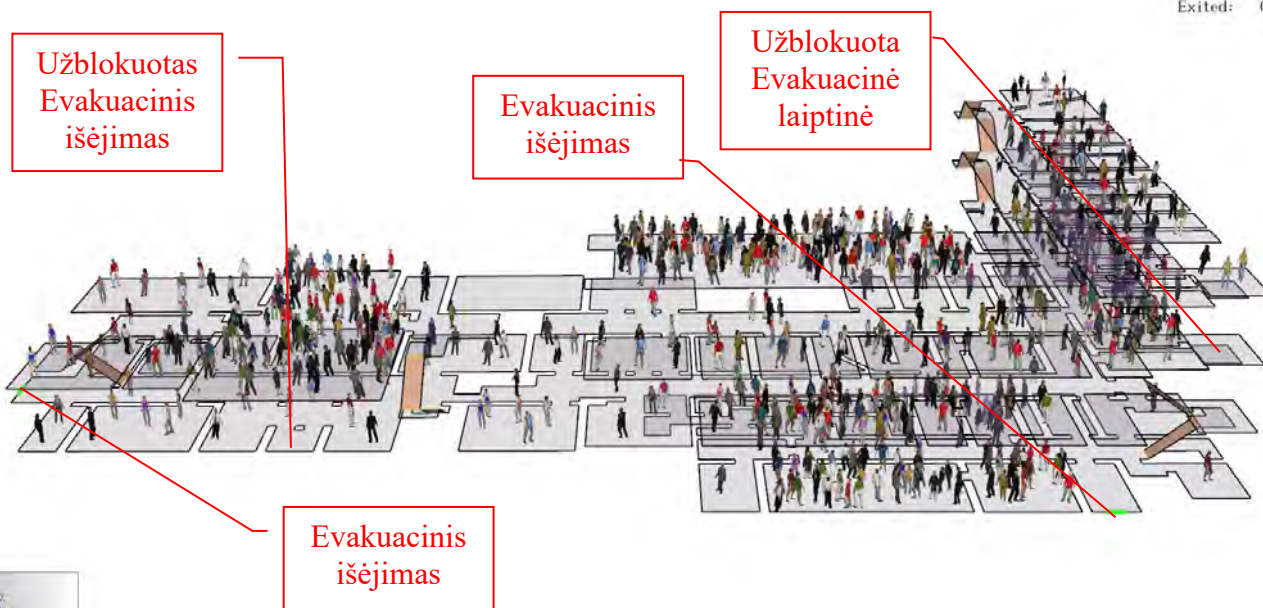 Exited:
Užblokuotas
Evakuacinis
išėjimas
Evakuacinis
išėjimas
Užblokuota
Evakuacinė
laiptinė
Evakuacinis
išėjimas